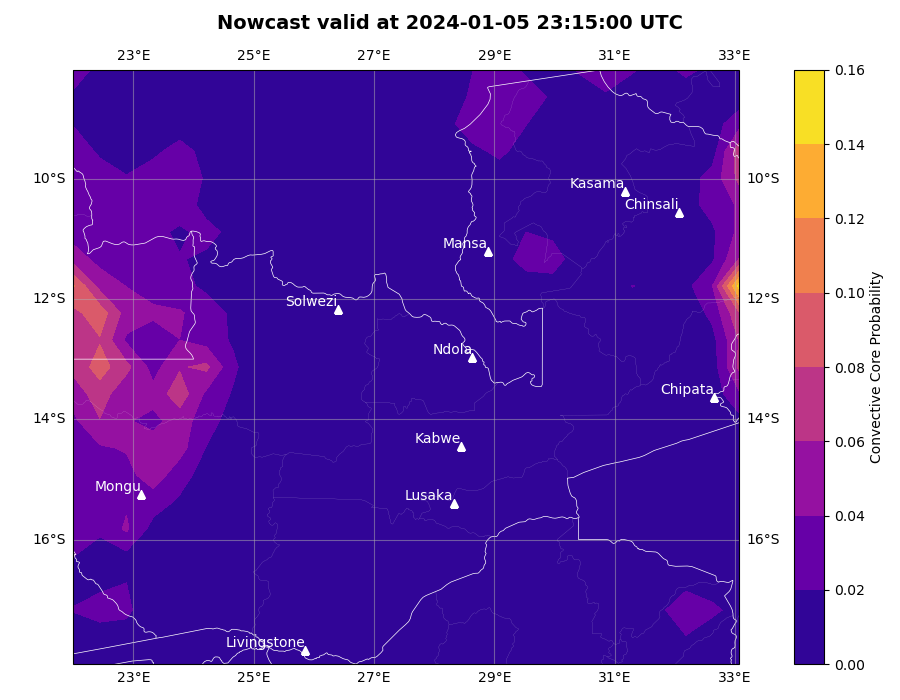 Nowcast valid at 2024-01-05 23:15:00 UTC
23°E 25°E 27°E 29°E 31°E 33°E
0.16
0.14
0.12
0.10
0.08
0.06
0.04
0.02
0.00
Convective Core Probability
10°S 10°S
12°S 12°S
14°S 14°S
16°S 16°S
Kasama
Chinsali
Mansa
Solwezi
Ndola
Chipata
Kabwe
Mongu
Lusaka
Livingstone
23°E 25°E 27°E 29°E 31°E 33°E